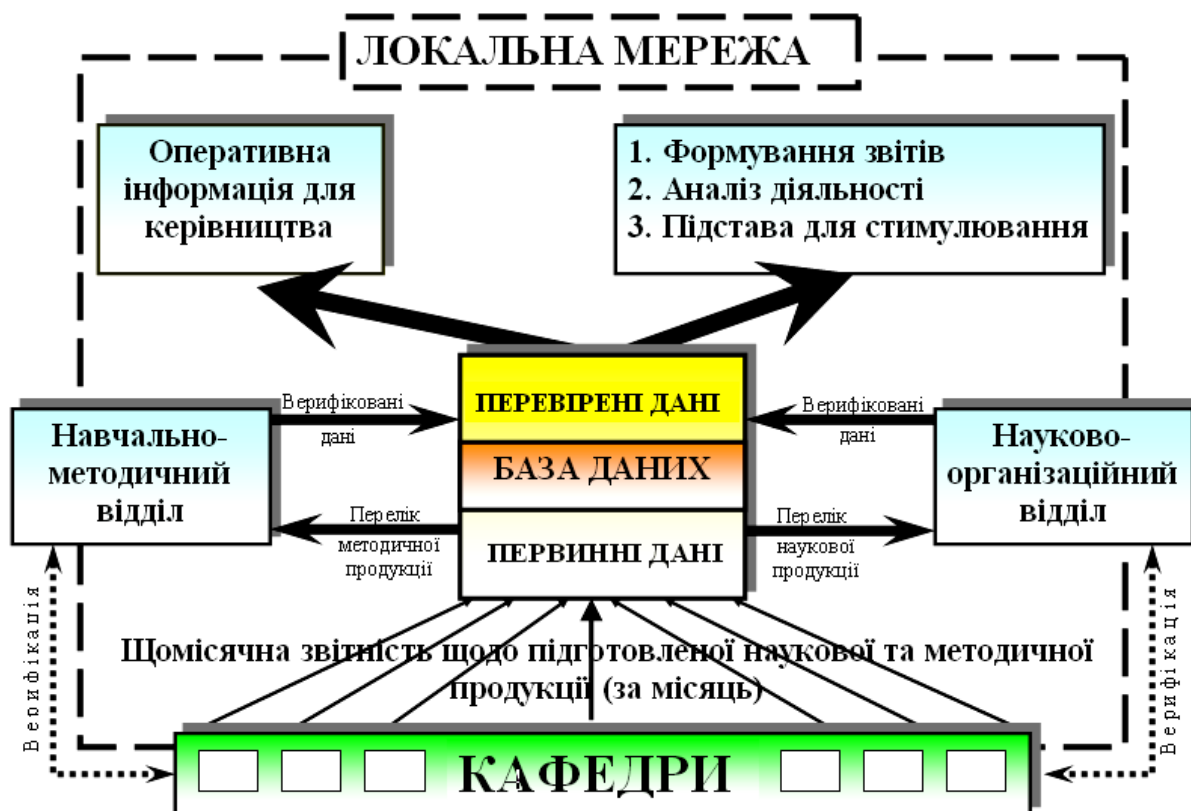 ЛОКАЛЬНА МЕРЕЖА
Оперативна
інформація для
керівництва
1. Формування звітів
2. Аналіз діяльності
3. Підстава для стимулювання
Верифіковані
дані
ПЕРЕВІРЕНІ ДАНІ
Верифіковані
дані
Навчально-
методичний
відділ
БАЗА ДАНИХ
Науково-
організаційний
відділ
Перелік
методичної
продукції
ПЕРВИННІ ДАНІ
Перелік
наукової
продукції
Верифікація
Верифікація
Щомісячна звітність щодо підготовленої наукової та методичної
продукції (за місяць)
КАФЕДРИ